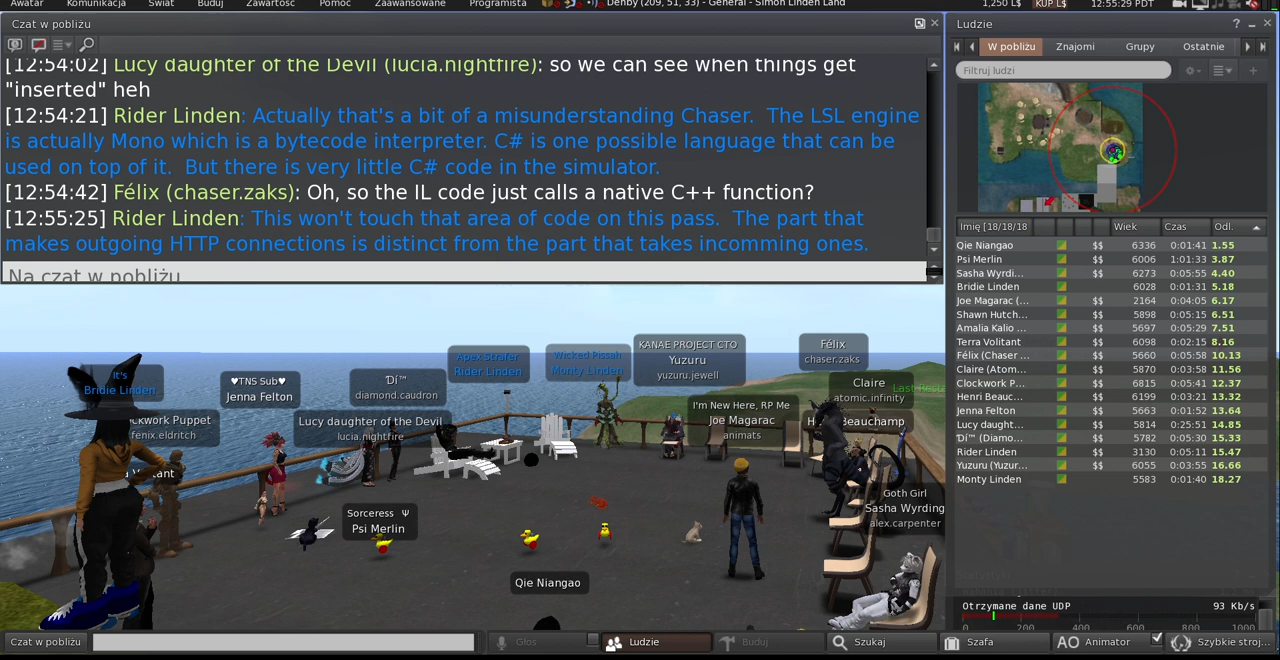 Awatar Komunikacja Świat Buduj Zawartość Pomoc Zaawansowane Programista Denby (209, 51, 33) - General - Simon Linden Land 1,250 L$ KUP L$ 12:55:29 PDT
Czat w pobliżu
[12:54:02] Lucy daughter of the Devil (lucia.nightfire): so we can see when things get
"inserted" heh
[12:54:21] Rider Linden: Actually that's a bit of a misunderstanding Chaser. The LSL engine
is actually Mono which is a bytecode interpreter. C# is one possible language that can be
used on top of it. But there is very little C# code in the simulator.
[12:54:42] Félix (chaser.zaks): Oh, so the IL code just calls a native C++ function?
[12:55:25] Rider Linden: This won't touch that area of code on this pass. The part that
makes outgoing HTTP connections is distinct from the part that takes incomming ones.
Na czat w pobliżu
Ludzie
W pobliżu Znajomi Grupy Ostatnie
Filtruj ludzi
Imię [18/18/18 Wiek Czas Odl.
Qie Niangao 6336 0:01:41 1.55
Psi Merlin $$ 6006 1:01:33 3.87
Sasha Wyrdi... $$ 6273 0:05:55 4.40
Bridie Linden 6028 0:01:31 5.18
Joe Magarac (... $$ 2164 0:04:05 6.17
Shawn Hutch... $$ 5898 0:05:15 6.51
Amalia Kalio ... $$ 5697 0:05:29 7.51
Terra Volitant $$ 6098 0:02:15 8.16
Félix (Chaser ... $$ 5660 0:05:58 10.13
Claire (Atom... $$ 5870 0:03:58 11.56
Clockwork P... $$ 6815 0:05:41 12.37
Henri Beauc... $$ 6199 0:03:21 13.32
Jenna Felton $$ 5663 0:01:52 13.64
Lucy daught... $$ 5814 0:25:51 14.85
Ɗí™ (Diamo... $$ 5782 0:05:30 15.33
Rider Linden $$ 3130 0:05:11 15.47
Yuzuru (Yuzur... $$ 6055 0:03:55 16.66
Monty Linden 5583 0:01:40 18.27
Otrzymane dane UDP 93 Kb/s
0 200 400 600 800 1000
It's
Bridie Linden
♥TNS Sub♥
Jenna Felton
Ɗí™
diamond.caudron
Apex Strafer
Rider Linden
Wicked Pissah
Monty Linden
KANAE PROJECT CTO
Yuzuru
yuzuru.jewell
Félix
chaser.zaks
Claire
atomic.infinity
ckwork Puppet
fenix.eldritch
Lucy daughter of the Devil
lucia.nightfire
I'm New Here, RP Me
Joe Magarac
animats
Beauchamp
Goth Girl
Sasha Wyrding
alex.carpenter
Sorceress Ψ
Psi Merlin
Qie Niangao
Czat w pobliżu Głos Ludzie Buduj Szukaj Szafa AO Animator Szybkie stroj...